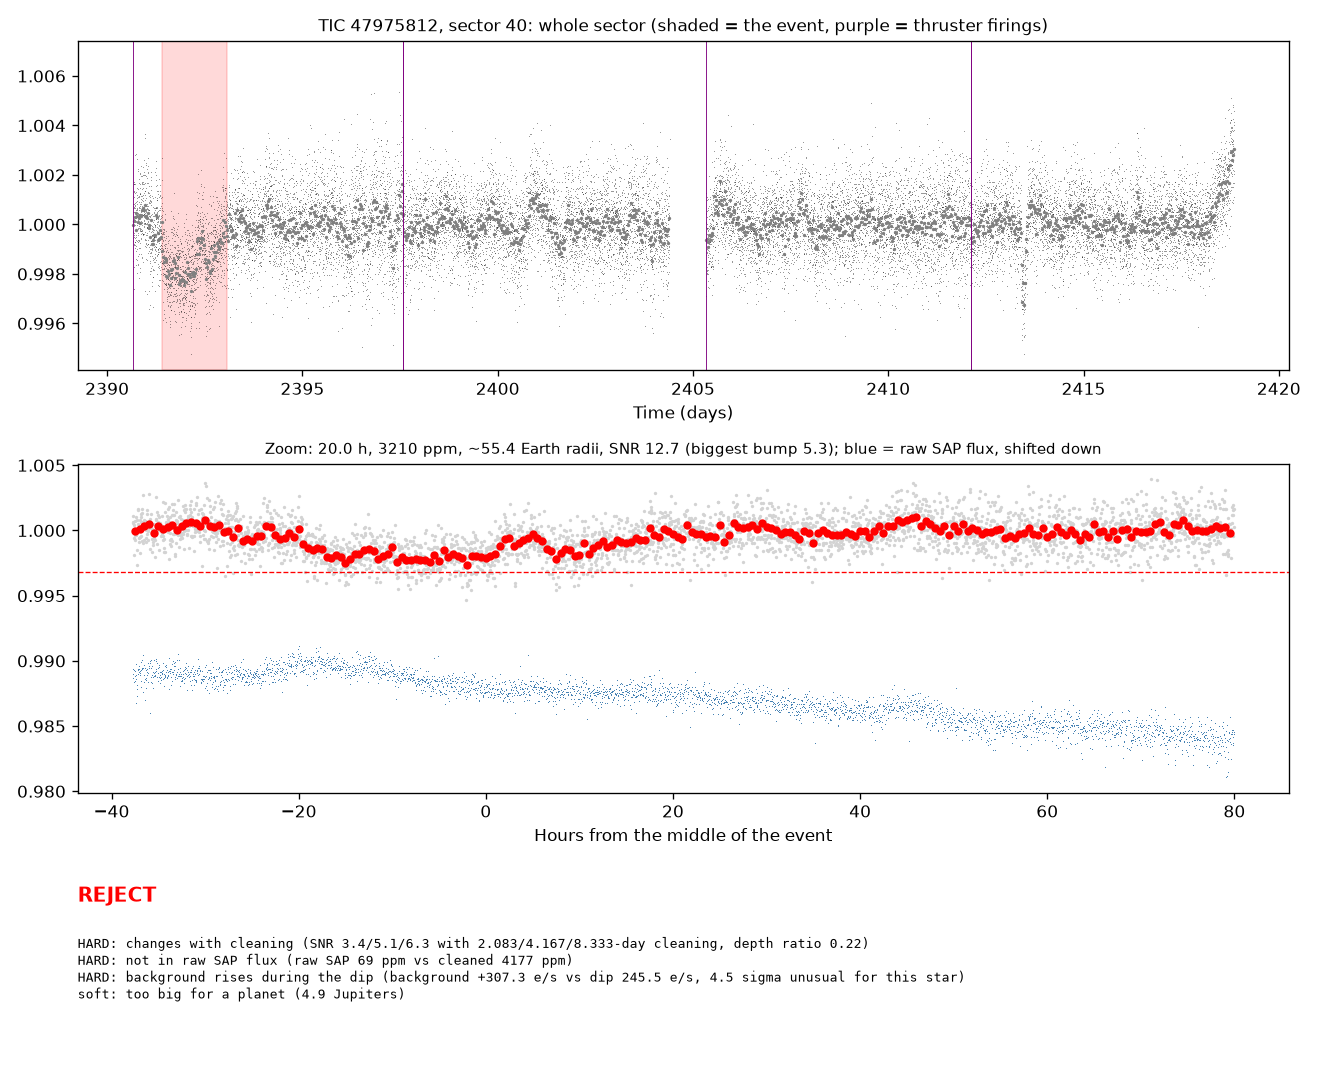 TIC 47975812, sector 40: whole sector (shaded = the event, purple = thruster firings)
1.006
1.004
1.002
1.000
0.998
0.996
2390 2395 2400 2405 2410 2415 2420
Time (days)
Zoom: 20.0 h, 3210 ppm, ~55.4 Earth radii, SNR 12.7 (biggest bump 5.3); blue = raw SAP flux, shifted down
1.005
1.000
0.995
0.990
0.985
0.980
−40 −20 0 20 40 60 80
Hours from the middle of the event
REJECT
HARD: changes with cleaning (SNR 3.4/5.1/6.3 with 2.083/4.167/8.333-day cleaning, depth ratio 0.22)
HARD: not in raw SAP flux (raw SAP 69 ppm vs cleaned 4177 ppm)
HARD: background rises during the dip (background +307.3 e/s vs dip 245.5 e/s, 4.5 sigma unusual for this star)
soft: too big for a planet (4.9 Jupiters)